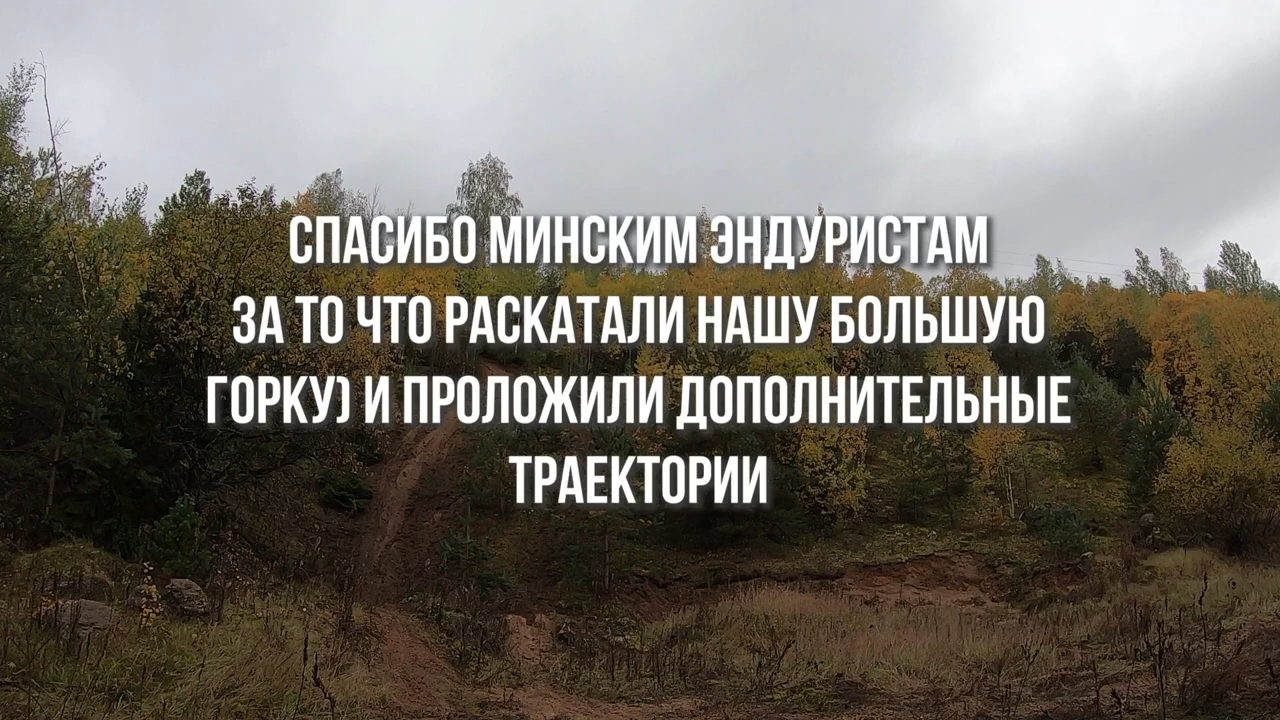 СПАСИБО МИНСКИМ ЭНДУРИСТАМ
ЗА ТО ЧТО РАСКАТАЛИ НАШУ БОЛЬШУЮ
ГОРКУ) И ПРОЛОЖИЛИ ДОПОЛНИТЕЛЬНЫЕ
ТРАЕКТОРИИ